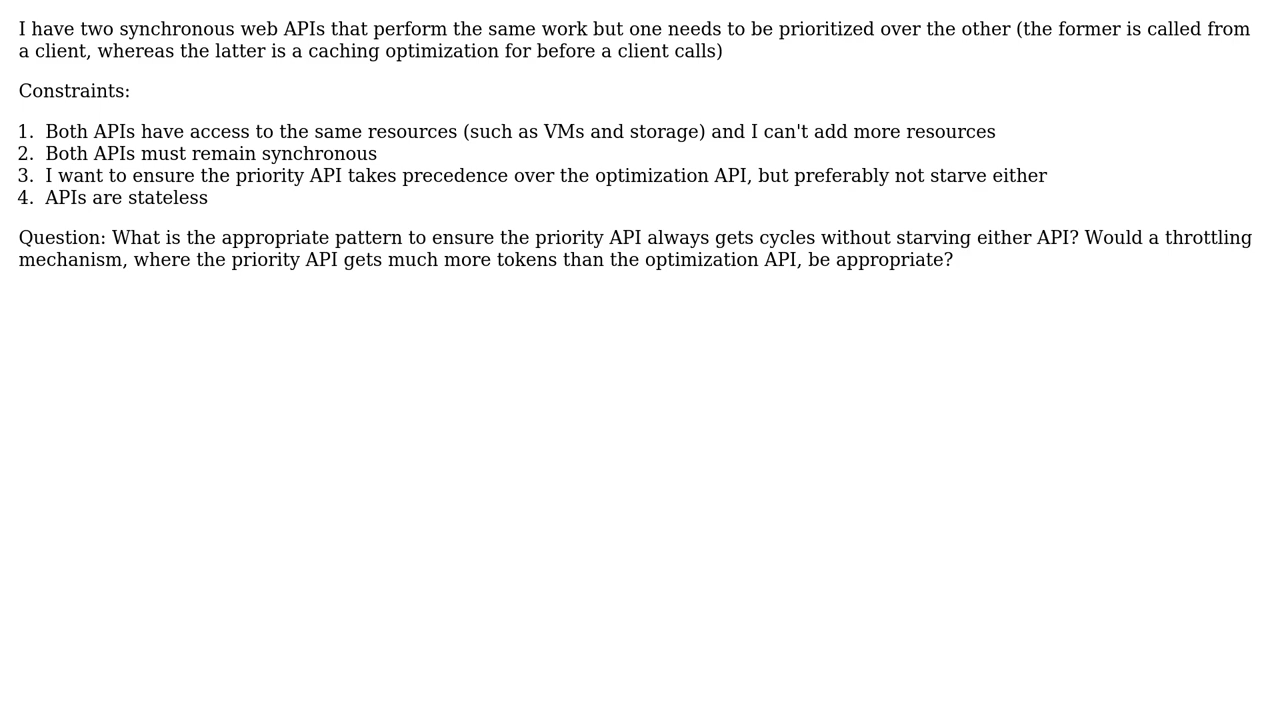 I have two synchronous web APIs that perform the same work but one needs to be prioritized over the other (the former is called from
a client, whereas the latter is a caching optimization for before a client calls)
Constraints:
1. Both APIs have access to the same resources (such as VMs and storage) and I can't add more resources
2. Both APIs must remain synchronous
3. I want to ensure the priority API takes precedence over the optimization API, but preferably not starve either
4. APIs are stateless
Question: What is the appropriate pattern to ensure the priority API always gets cycles without starving either API? Would a throttling
mechanism, where the priority API gets much more tokens than the optimization API, be appropriate?